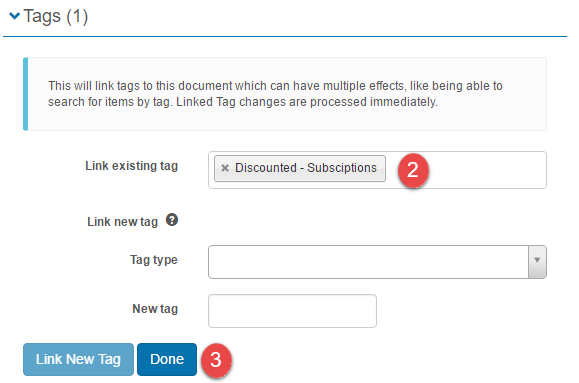 Tags (1)
This will link tags to this document which can have multiple effects, like being able to
search for items by tag. Linked Tag changes are processed immediately.
Link existing tag
× Discounted - Subsciptions
2
Link new tag ?
Tag type
New tag
Link New Tag Done 3